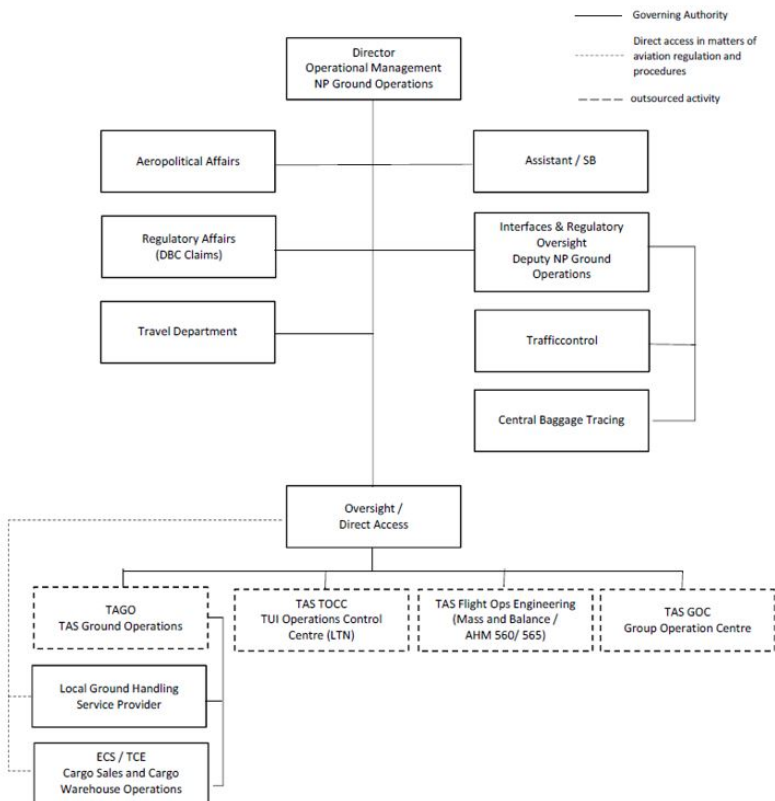 Governing Authority
Direct access in matters of
aviation regulation and
procedures
outsourced activity
Director
Operational Management
NP Ground Operations
Aeropolitical Affairs
Assistant / SB
Regulatory Affairs
(DBC Claims)
Interfaces & Regulatory
Oversight
Deputy NP Ground
Operations
Travel Department
Trafficcontrol
Central Baggage Tracing
Oversight /
Direct Access
TAGO
TAS Ground Operations
TAS TOCC
TUI Operations Control
Centre (LTN)
TAS Flight Ops Engineering
(Mass and Balance /
AHM 560/ 565)
TAS GOC
Group Operation Centre
Local Ground Handling
Service Provider
ECS / TCE
Cargo Sales and Cargo
Warehouse Operations